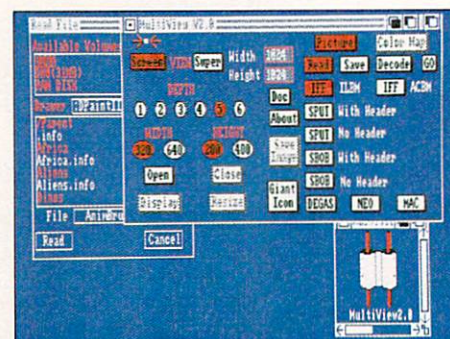 Read File
Available Volumes
RAM DISK
Drawer
/Parent
.info
Africa
Africa.info
Aliens
Aliens.info
Dinos
File
Read
Cancel
MultiView V2.0
Screen VIEW Super
Width 1024
Height 1024
DEPTH
1 2 3 4 5 6
WIDTH HEIGHT
320 640 200 400
Open Close
Display Resize
Doc
About
Save Image
Giant Icon
Picture Color Map
Read Save Decode GO
IFF ILBM IFF ACBM
SPUT With Header
SPUT No Header
SBOB With Header
SBOB No Header
DEGAS NEO MAC
MultiView2.0